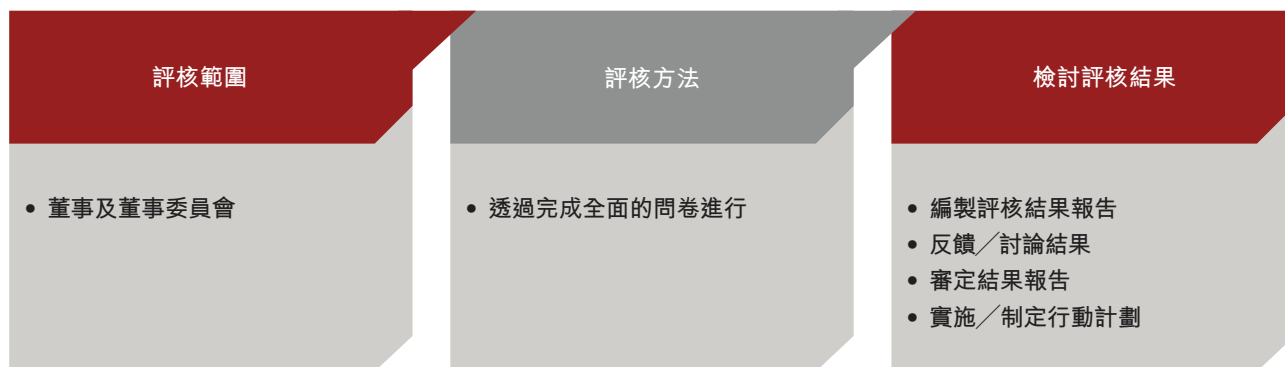 評核範圍
• 董事及董事委員會
評核方法
• 透過完成全面的問卷進行
檢討評核結果
• 編製評核結果報告
• 反饋╱討論結果
• 審定結果報告
• 實施╱制定行動計劃